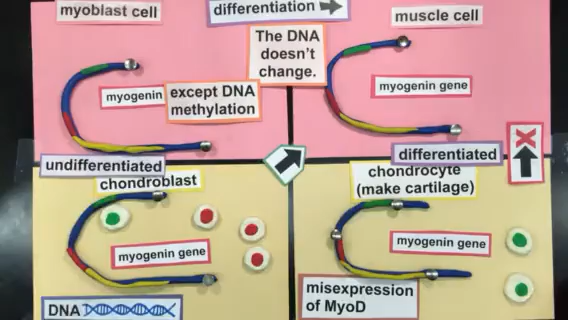 myoblast cell
differentiation
muscle cell
The DNA
doesn't
change.
myogenin
except DNA
methylation
myogenin gene
undifferentiated
differentiated
chondroblast
chondrocyte
(make cartilage)
myogenin gene
myogenin gene
misexpression
of MyoD
DNA